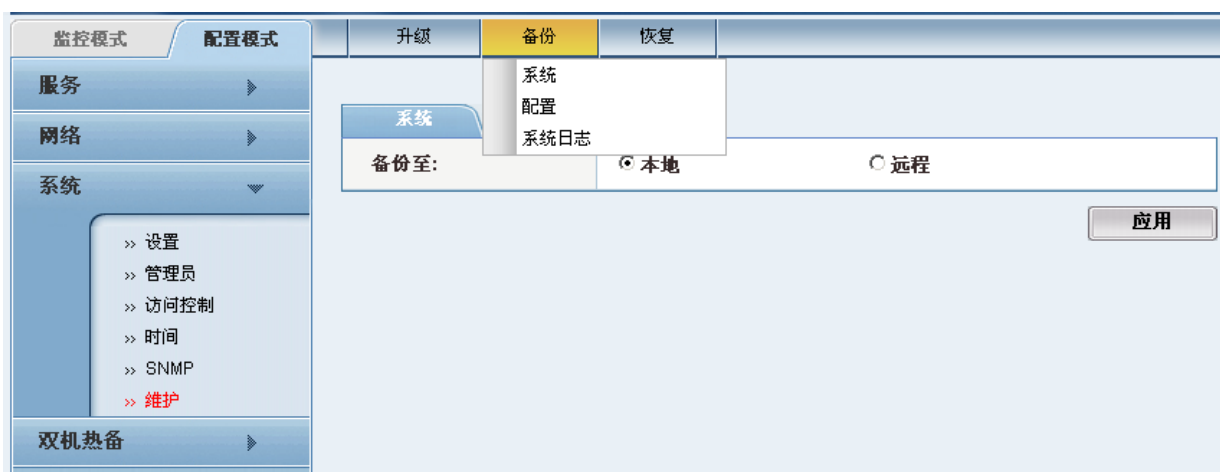 监控模式 配置模式 升级 备份 恢复
服务
网络
系统
设置
管理员
访问控制
时间
SNMP
维护
双机热备
系统
配置
系统日志
系统
备份至: 本地 远程
应用